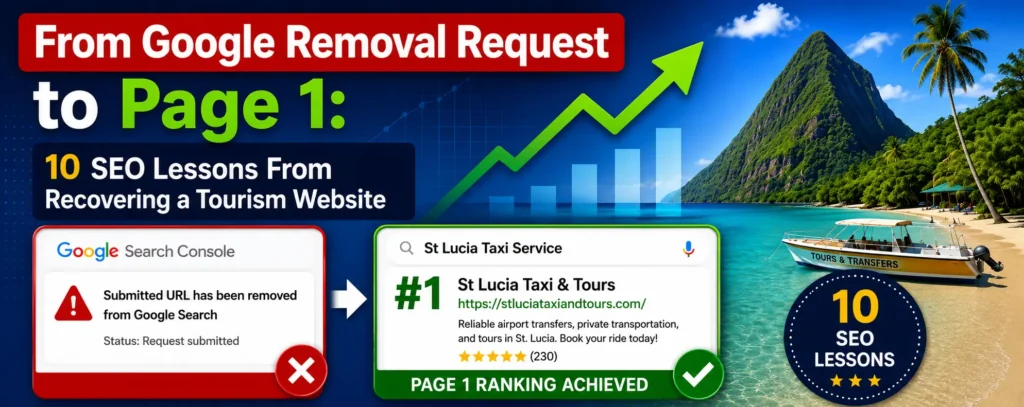 From Google Removal Request
to Page 1:
10 SEO Lessons From
Recovering a Tourism Website
Google Search Console
Submitted URL has been removed
from Google Search
Status: Request submitted
St Lucia Taxi Service
#1
St Lucia Taxi & Tours
https://stluciataxiandtours.com/
Reliable airport transfers, private transportation,
and tours in St. Lucia. Book your ride today!
(230)
PAGE 1 RANKING ACHIEVED
TOURS & TRANSFERS
10
SEO
LESSONS